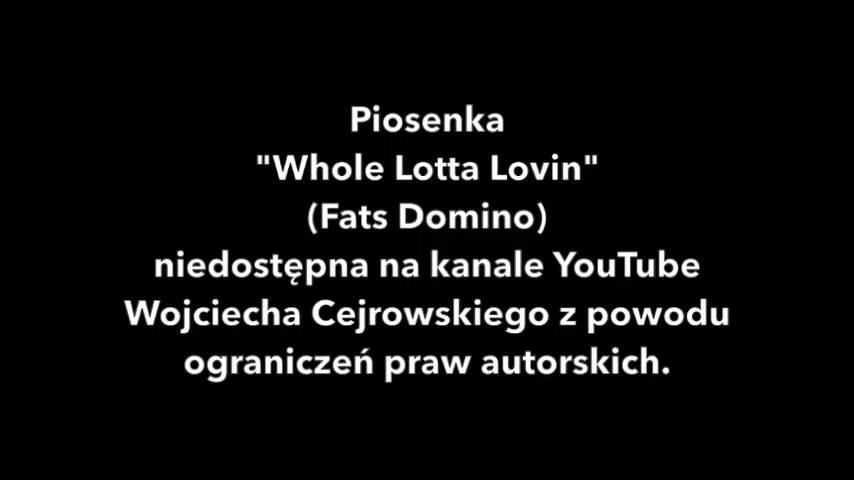 Piosenka
"Whole Lotta Lovin"
(Fats Domino)
niedostępna na kanale YouTube
Wojciecha Cejrowskiego z powodu
ograniczeń praw autorskich.